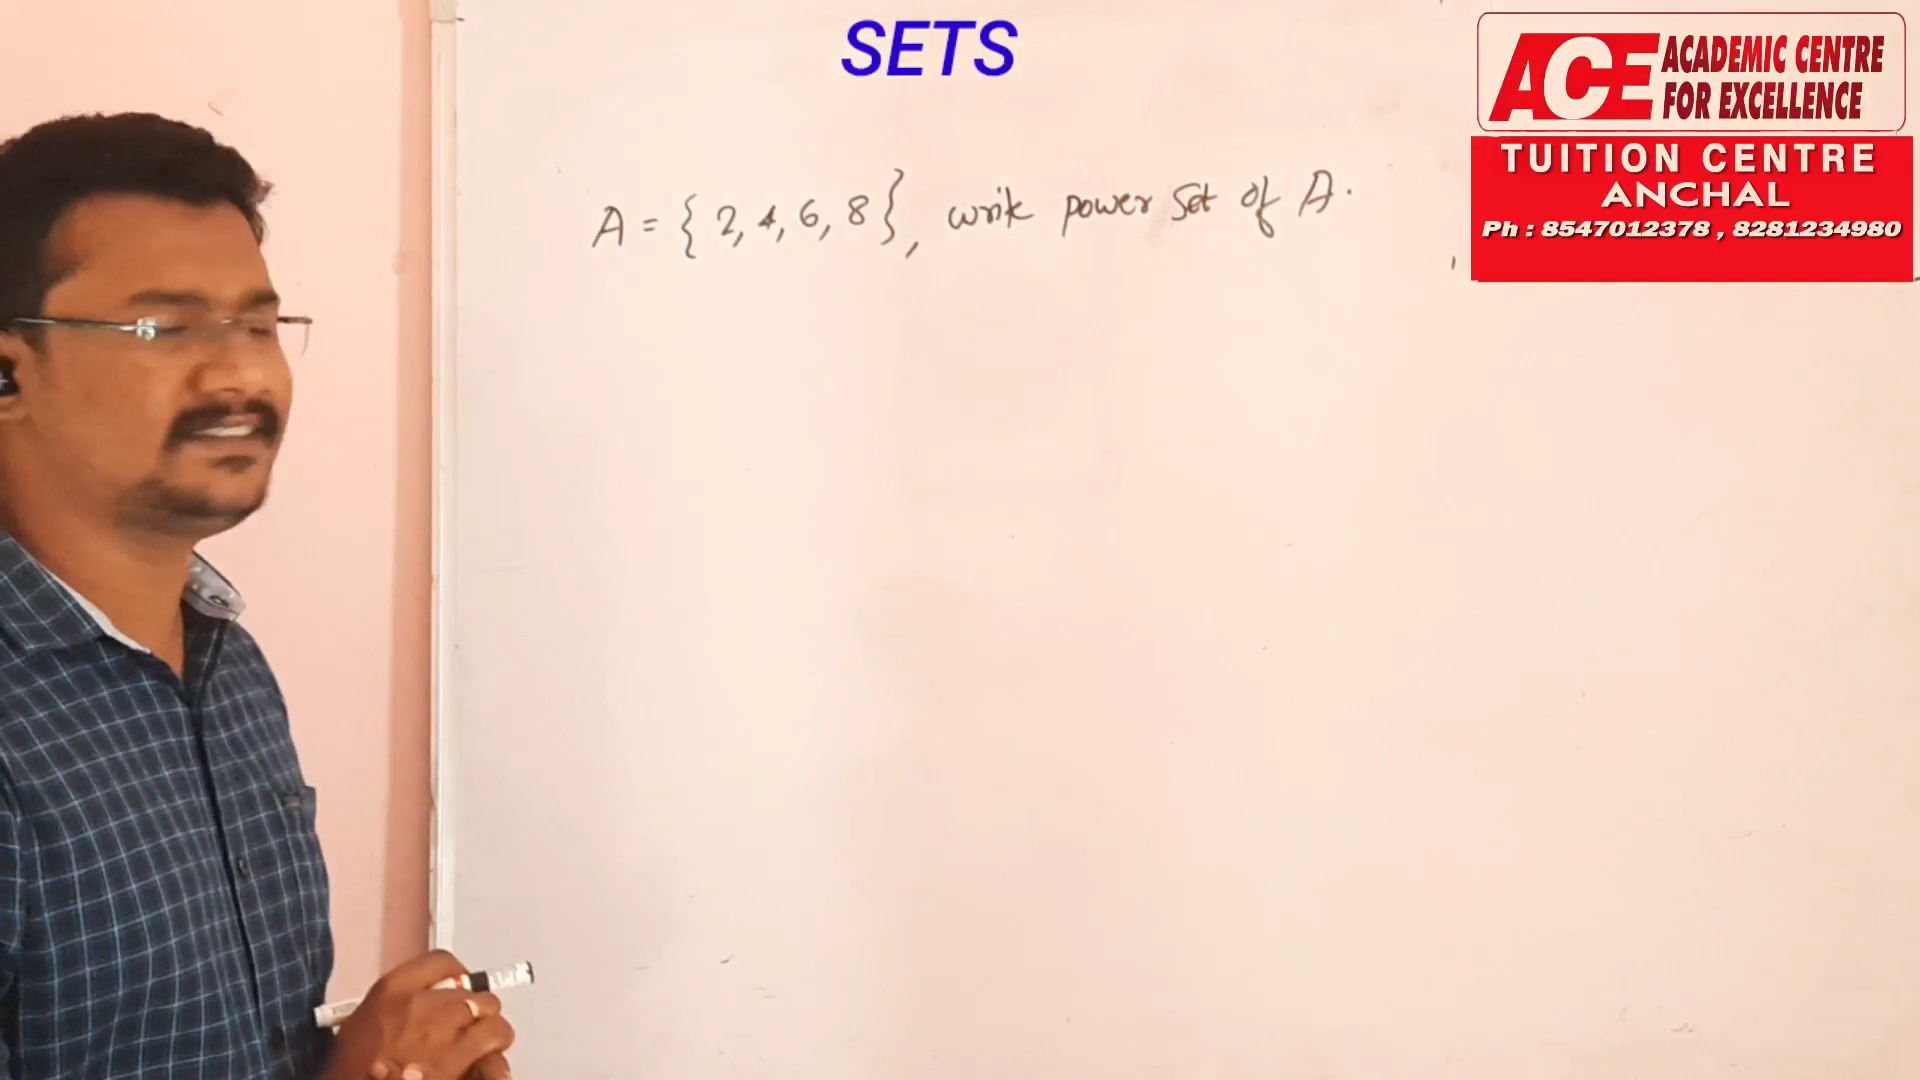 SETS
ACE ACADEMIC CENTRE
FOR EXCELLENCE
TUITION CENTRE
ANCHAL
Ph : 8547012378 , 8281234980
A = { 2, 4, 6, 8 }, write power set of A.